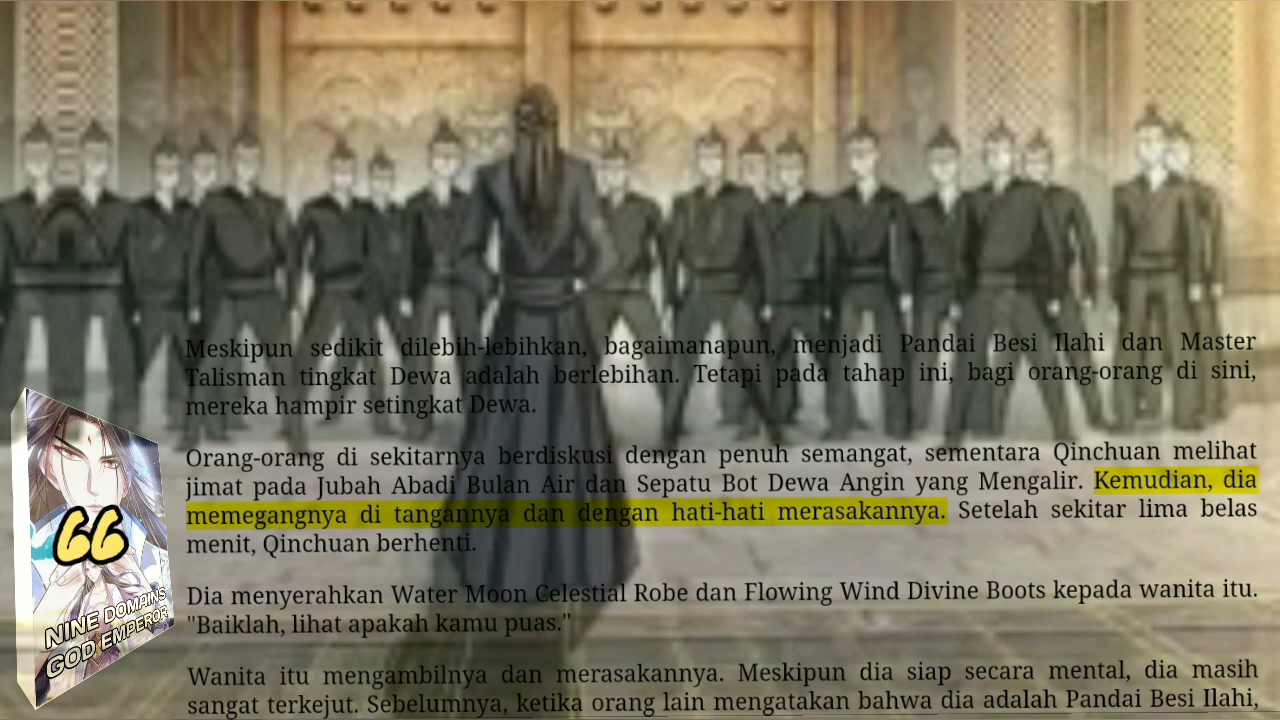 Meskipun sedikit dilebih-lebihkan, bagaimanapun, menjadi Pandai Besi Ilahi dan Master
Talisman tingkat Dewa adalah berlebihan. Tetapi pada tahap ini, bagi orang-orang di sini,
mereka hampir setingkat Dewa.
Orang-orang di sekitarnya berdiskusi dengan penuh semangat, sementara Qinchuan melihat
jimat pada Jubah Abadi Bulan Air dan Sepatu Bot Dewa Angin yang Mengalir. Kemudian, dia
memegangnya di tangannya dan dengan hati-hati merasakannya. Setelah sekitar lima belas
menit, Qinchuan berhenti.
Dia menyerahkan Water Moon Celestial Robe dan Flowing Wind Divine Boots kepada wanita itu.
"Baiklah, lihat apakah kamu puas."
Wanita itu mengambilnya dan merasakannya. Meskipun dia siap secara mental, dia masih
sangat terkejut. Sebelumnya, ketika orang lain mengatakan bahwa dia adalah Pandai Besi Ilahi,
66
NINE DOMAINS
GOD EMPEROR